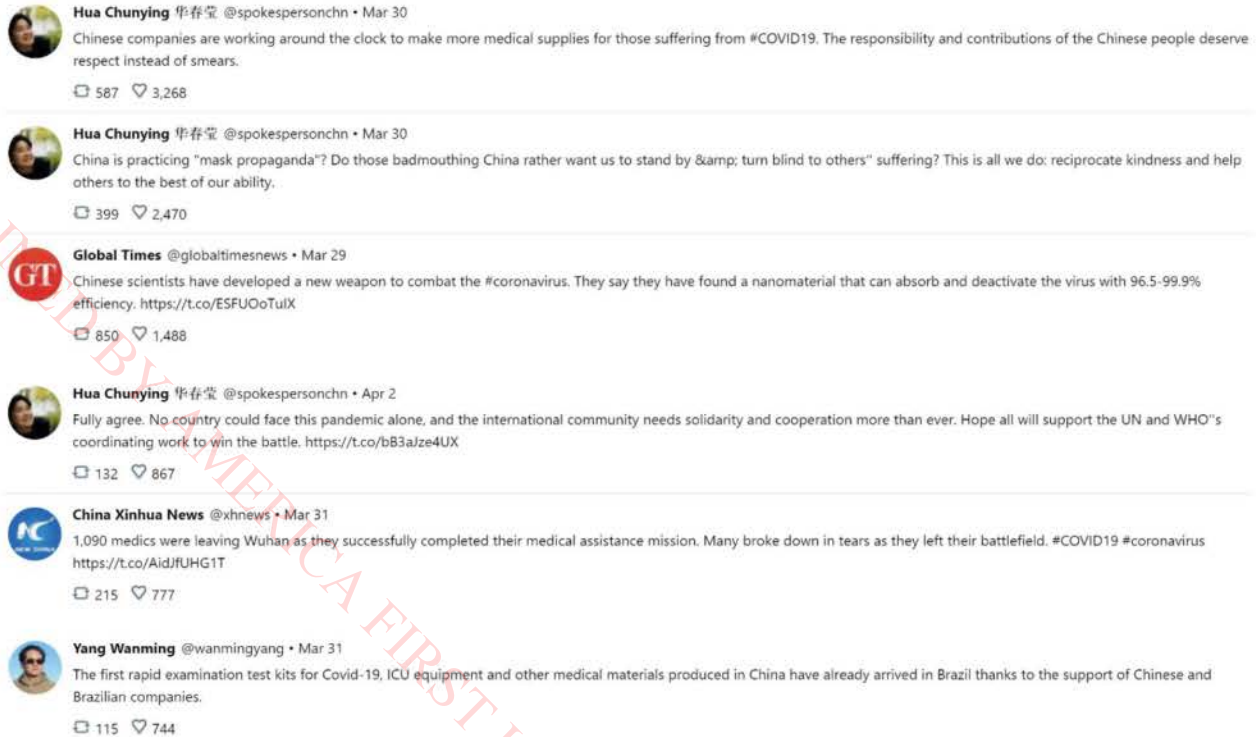 Hua Chunying 华春莹 @spokespersonchn • Mar 30
Chinese companies are working around the clock to make more medical supplies for those suffering from #COVID19. The responsibility and contributions of the Chinese people deserve
respect instead of smears.
587 3,268
Hua Chunying 华春莹 @spokespersonchn • Mar 30
China is practicing "mask propaganda"? Do those badmouthing China rather want us to stand by &amp; turn blind to others'' suffering? This is all we do: reciprocate kindness and help
others to the best of our ability.
399 2,470
GT
Global Times @globaltimesnews • Mar 29
Chinese scientists have developed a new weapon to combat the #coronavirus. They say they have found a nanomaterial that can absorb and deactivate the virus with 96.5-99.9%
efficiency. https://t.co/ESFUOoTuIX
850 1,488
Hua Chunying 华春莹 @spokespersonchn • Apr 2
Fully agree. No country could face this pandemic alone, and the international community needs solidarity and cooperation more than ever. Hope all will support the UN and WHO''s
coordinating work to win the battle. https://t.co/bB3aJze4UX
132 867
China Xinhua News @xhnews • Mar 31
1,090 medics were leaving Wuhan as they successfully completed their medical assistance mission. Many broke down in tears as they left their battlefield. #COVID19 #coronavirus
https://t.co/AidJfUHG1T
215 777
Yang Wanming @wanmingyang • Mar 31
The first rapid examination test kits for Covid-19, ICU equipment and other medical materials produced in China have already arrived in Brazil thanks to the support of Chinese and
Brazilian companies.
115 744
BY AMERICA FIRST